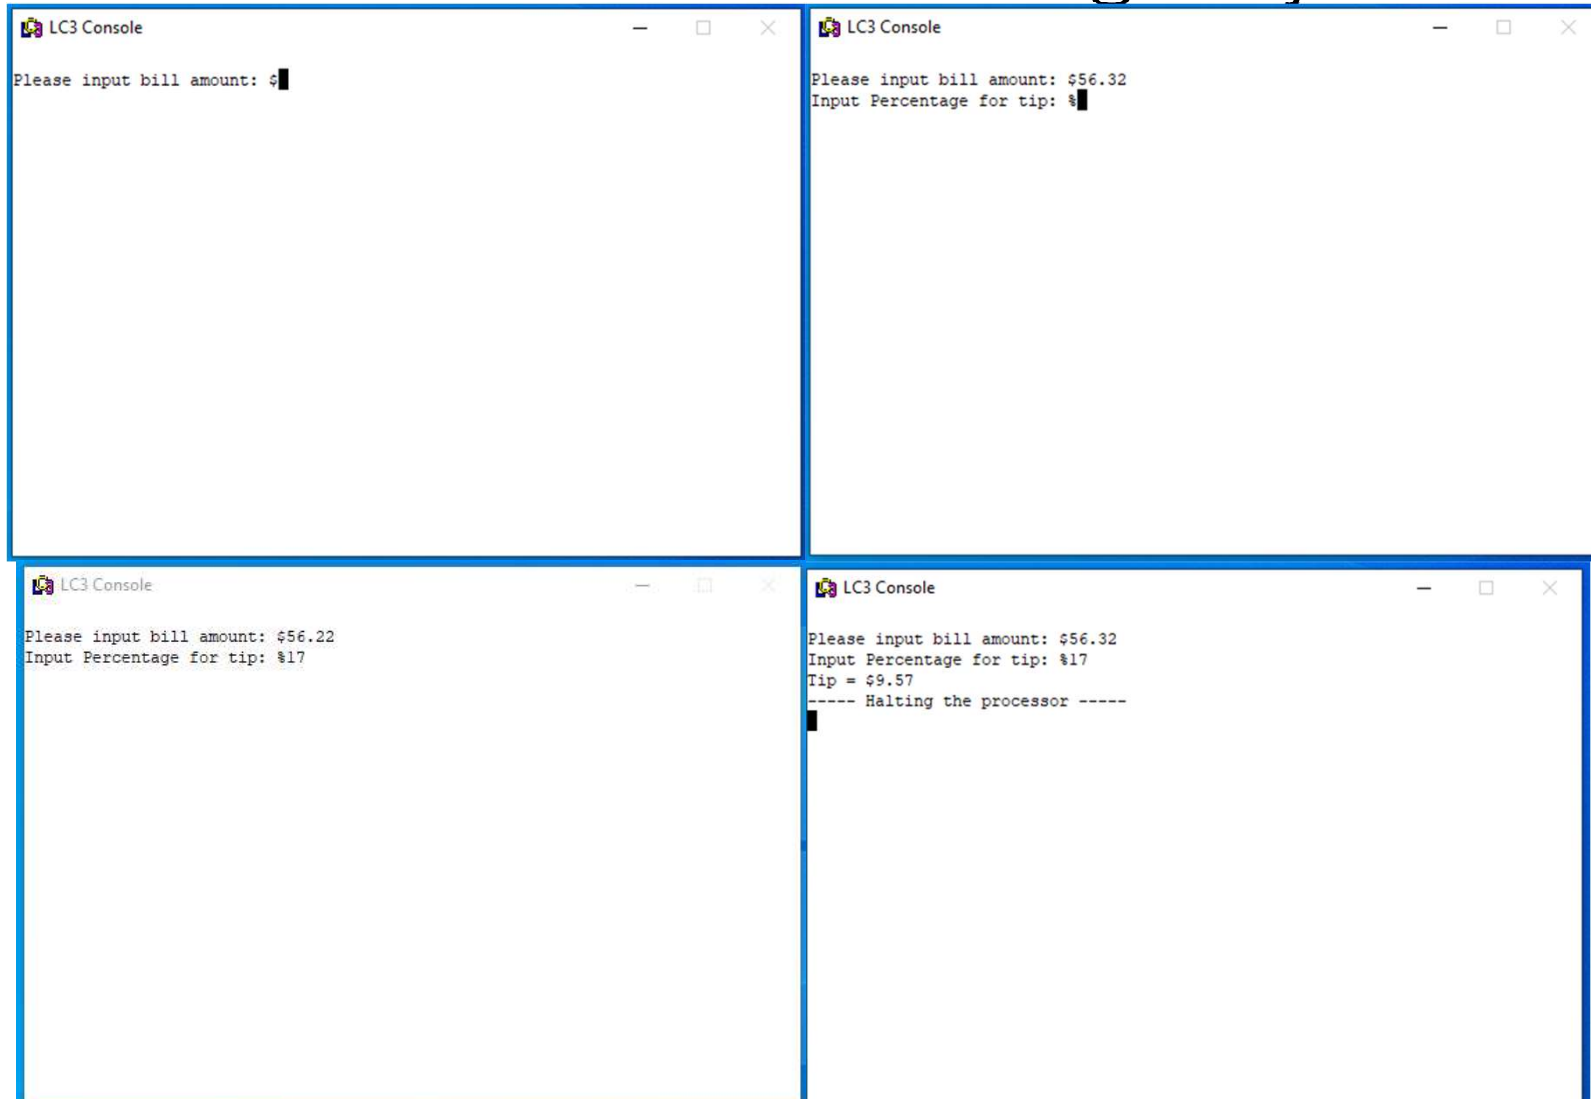 LC3 Console
Please input bill amount: $
LC3 Console
Please input bill amount: $56.32
Input Percentage for tip: %
LC3 Console
Please input bill amount: $56.22
Input Percentage for tip: %17
LC3 Console
Please input bill amount: $56.32
Input Percentage for tip: %17
Tip = $9.57
----- Halting the processor -----